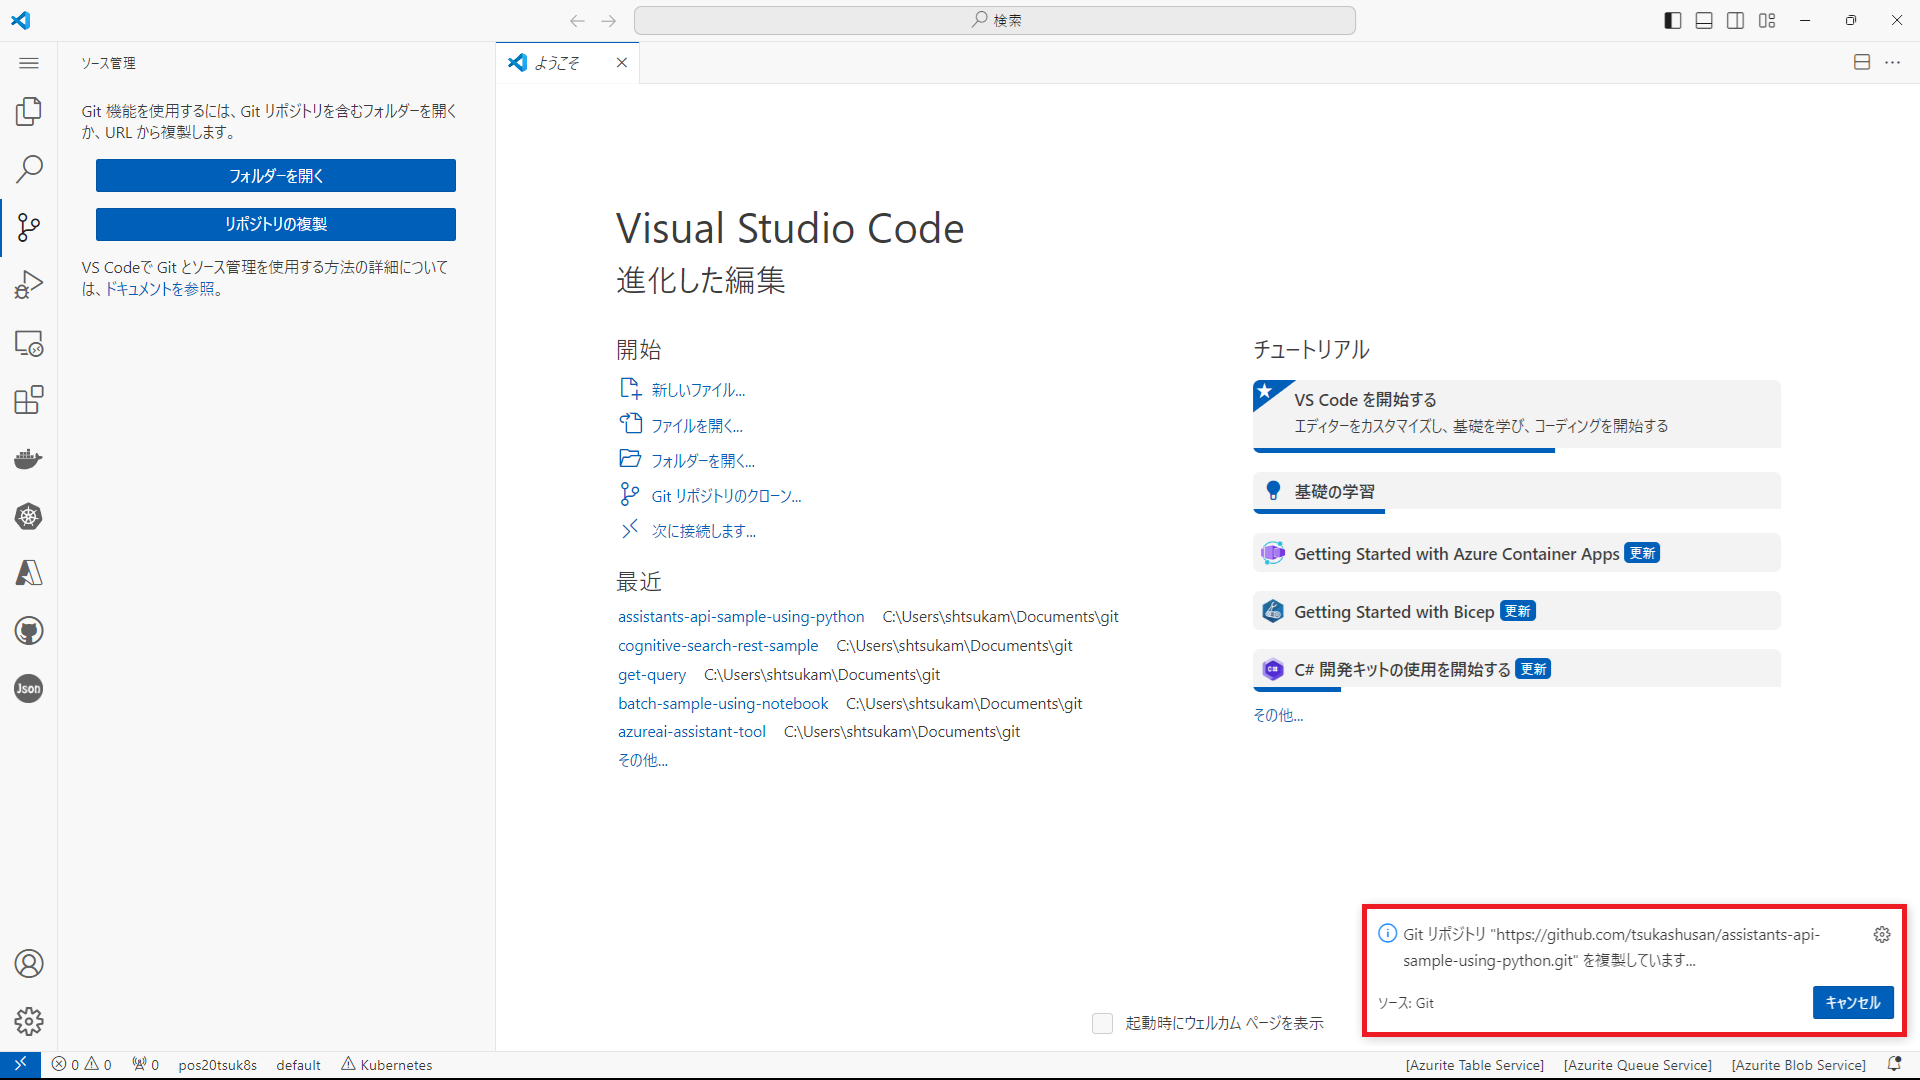 検索
ソース管理
Git 機能を使用するには、Git リポジトリを含むフォルダーを開く
か、URL から複製します。
フォルダーを開く
リポジトリの複製
VS Codeで Git とソース管理を使用する方法の詳細について
は、ドキュメントを参照。
ようこそ
Visual Studio Code
進化した編集
開始
新しいファイル...
ファイルを開く...
フォルダーを開く...
Git リポジトリのクローン...
次に接続します...
最近
assistants-api-sample-using-python C:\Users\shtsukam\Documents\git
cognitive-search-rest-sample C:\Users\shtsukam\Documents\git
get-query C:\Users\shtsukam\Documents\git
batch-sample-using-notebook C:\Users\shtsukam\Documents\git
azureai-assistant-tool C:\Users\shtsukam\Documents\git
その他...
チュートリアル
VS Code を開始する
エディターをカスタマイズし、基礎を学び、コーディングを開始する
基礎の学習
Getting Started with Azure Container Apps 更新
Getting Started with Bicep 更新
C# 開発キットの使用を開始する 更新
その他...
Json
起動時にウェルカム ページを表示
Git リポジトリ "https://github.com/tsukashusan/assistants-api-
sample-using-python.git" を複製しています...
ソース: Git
キャンセル
0 0 0 pos20tsuk8s default Kubernetes [Azurite Table Service] [Azurite Queue Service] [Azurite Blob Service]